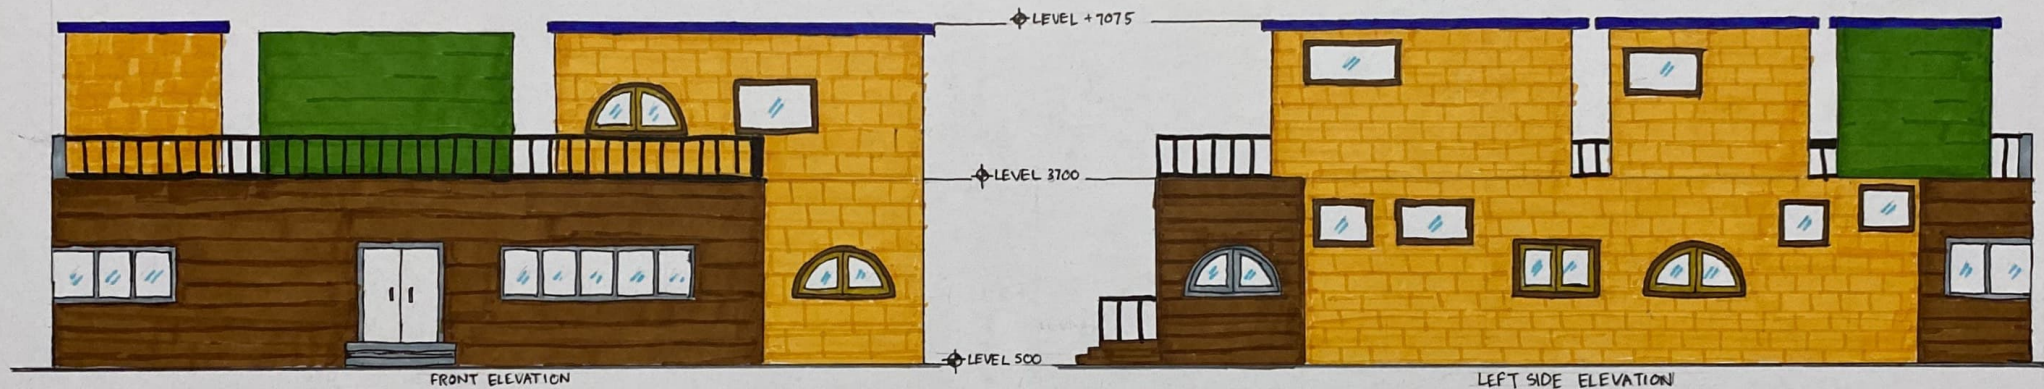 LEVEL +7075
LEVEL 3700
LEVEL 500
FRONT ELEVATION
LEFT SIDE ELEVATION